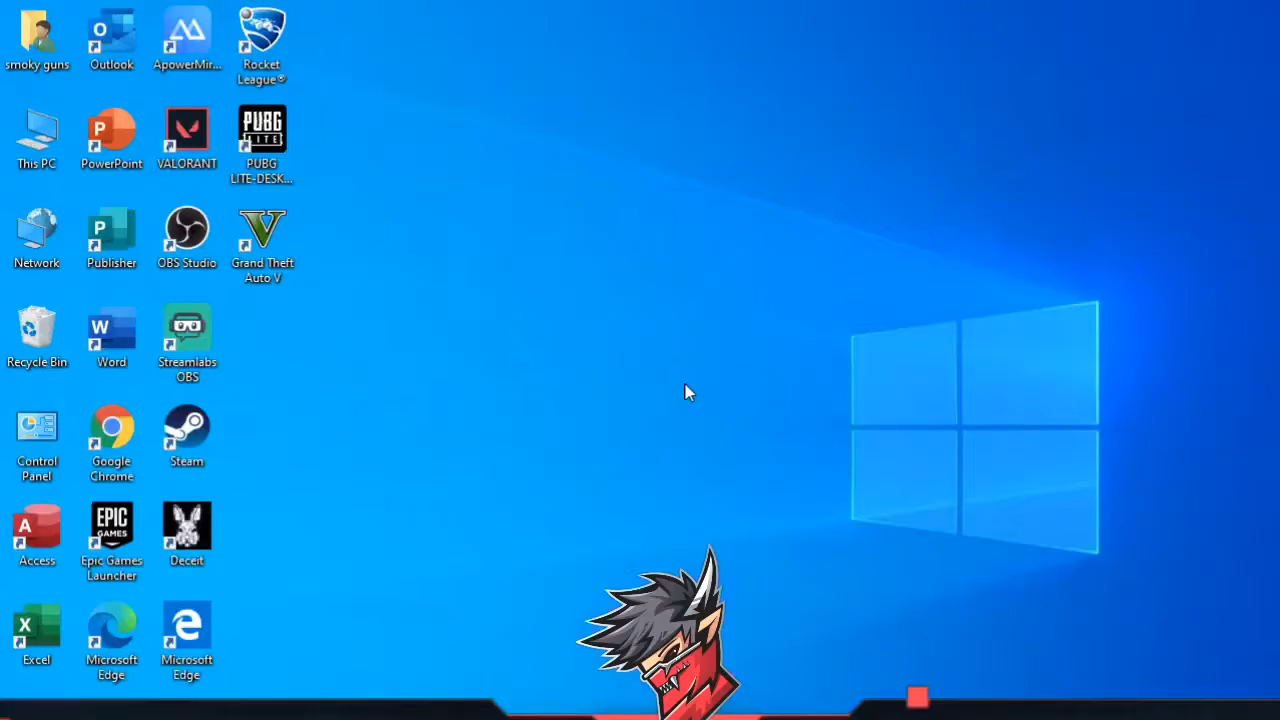 smoky guns
Outlook
ApowerMir...
Rocket
League®
This PC
PowerPoint
VALORANT
PUBG
LITE
PUBG
LITE-DESK...
Network
Publisher
OBS Studio
Grand Theft
Auto V
Recycle Bin
Word
Streamlabs
OBS
Control
Panel
Google
Chrome
Steam
Access
EPIC
GAMES
Epic Games
Launcher
Deceit
Excel
Microsoft
Edge
Microsoft
Edge